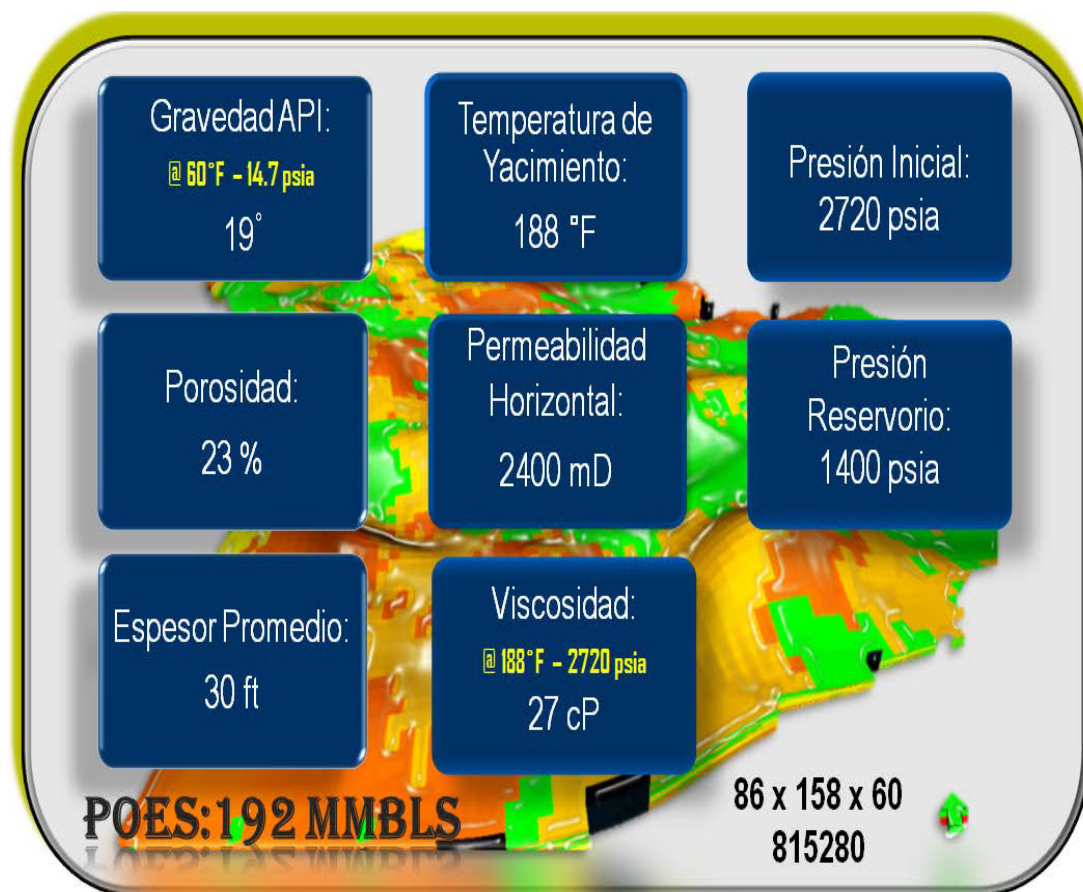 Gravedad API:
@ 60°F – 14.7 psia
19°
Temperatura de
Yacimiento:
188 °F
Presión Inicial:
2720 psia
Porosidad:
23 %
Permeabilidad
Horizontal:
2400 mD
Presión
Reservorio:
1400 psia
Espesor Promedio:
30 ft
Viscosidad:
@ 188°F – 2720 psia
27 cP
POES:192 MMBLS
86 x 158 x 60
815280